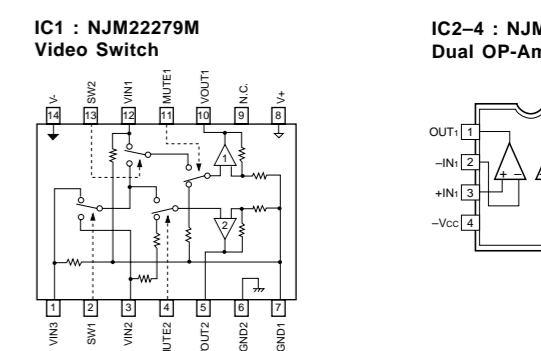 IC1 : NJM22279M
Video Switch
IC2–4 : NJM
Dual OP-Am
V- SW2 VIN1 MUTE1 VOUT1 N.C. V+
14 13 12 11 10 9 8
1
2
1 2 3 4 5 6 7
VIN3 SW1 VIN2 MUTE2 OUT2 GND2 GND1
OUT1 1
–IN1 2
+IN1 3
–VCC 4
+ –